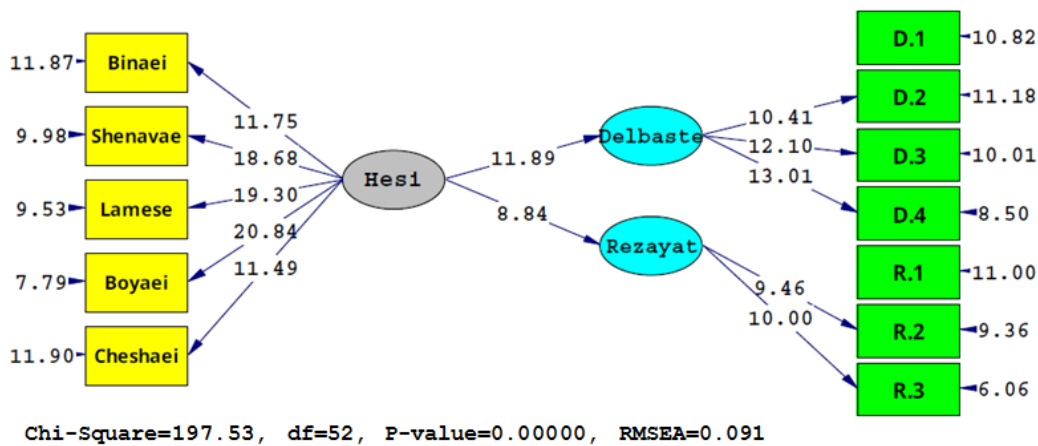 11.87
Binaei
9.98
Shenavae
9.53
Lamese
7.79
Boyaei
11.90
Cheshaei
11.75
18.68
19.30
20.84
11.49
Hesi
11.89
8.84
Delbaste
Rezayat
10.41
12.10
13.01
9.46
10.00
D.1
10.82
D.2
11.18
D.3
10.01
D.4
8.50
R.1
11.00
R.2
9.36
R.3
6.06
Chi-Square=197.53, df=52, P-value=0.00000, RMSEA=0.091